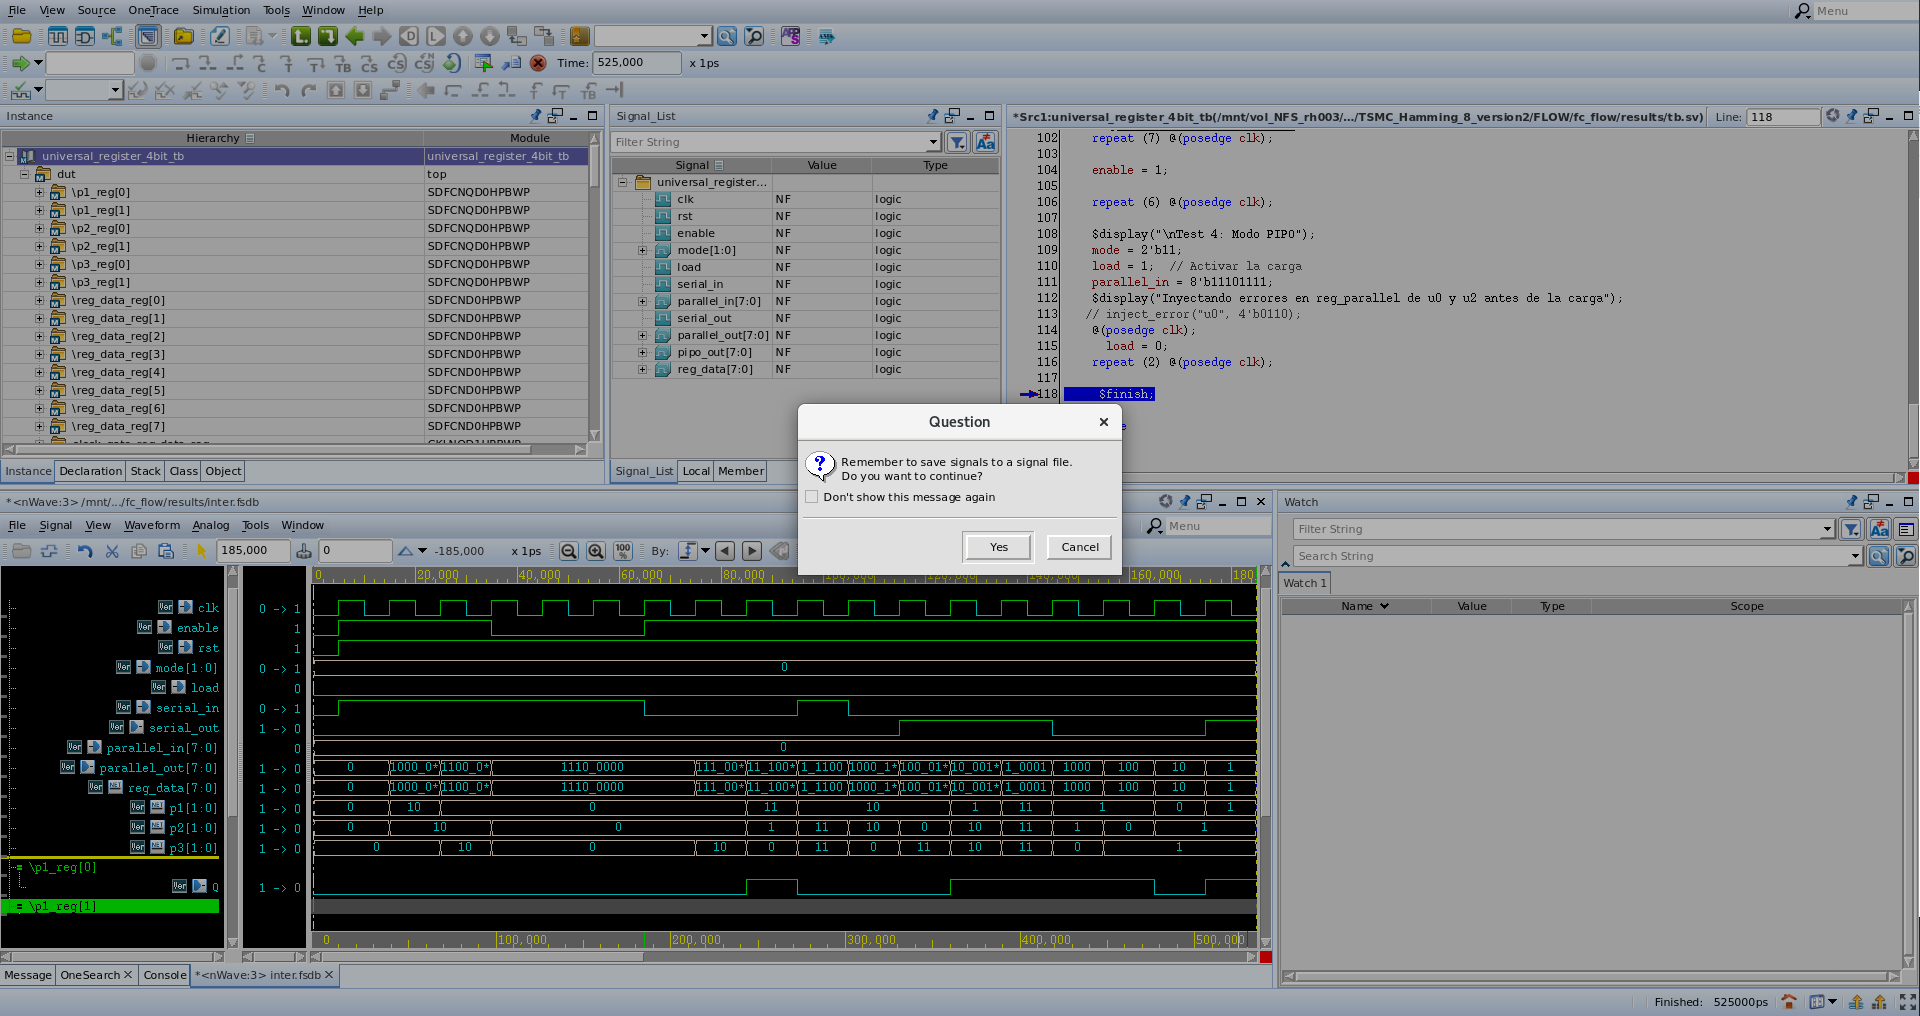 File View Source OneTrace Simulation Tools Window Help
Menu
Time: 525,000 x 1ps
Instance
Hierarchy Module
universal_register_4bit_tb universal_register_4bit_tb
dut top
\p1_reg[0] SDFCNQD0HPBWP
\p1_reg[1] SDFCNQD0HPBWP
\p2_reg[0] SDFCNQD0HPBWP
\p2_reg[1] SDFCNQD0HPBWP
\p3_reg[0] SDFCNQD0HPBWP
\p3_reg[1] SDFCNQD0HPBWP
\reg_data_reg[0] SDFCND0HPBWP
\reg_data_reg[1] SDFCND0HPBWP
\reg_data_reg[2] SDFCND0HPBWP
\reg_data_reg[3] SDFCND0HPBWP
\reg_data_reg[4] SDFCND0HPBWP
\reg_data_reg[5] SDFCND0HPBWP
\reg_data_reg[6] SDFCND0HPBWP
\reg_data_reg[7] SDFCND0HPBWP
Instance Declaration Stack Class Object
Signal_List
Filter String
Signal Value Type
universal_register...
clk NF logic
rst NF logic
enable NF logic
mode[1:0] NF logic
load NF logic
serial_in NF logic
parallel_in[7:0] NF logic
serial_out NF logic
parallel_out[7:0] NF logic
pipo_out[7:0] NF logic
reg_data[7:0] NF logic
Signal_List Local Member
*Src1:universal_register_4bit_tb(/mnt/vol_NFS_rh003/.../TSMC_Hamming_8_version2/FLOW/fc_flow/results/tb.sv) Line: 118
102 repeat (7) @(posedge clk);
103
104 enable = 1;
105
106 repeat (6) @(posedge clk);
107
108 $display("\nTest 4: Modo PIPO");
109 mode = 2'b11;
110 load = 1; // Activar la carga
111 parallel_in = 8'b11101111;
112 $display("Inyectando errores en reg_parallel de u0 y u2 antes de la carga");
113 // inject_error("u0", 4'b0110);
114 @(posedge clk);
115 load = 0;
116 repeat (2) @(posedge clk);
117
118 $finish;
Question
Remember to save signals to a signal file.
Do you want to continue?
Don't show this message again
Yes Cancel
*<nWave:3> /mnt/.../fc_flow/results/inter.fsdb
File Signal View Waveform Analog Tools Window
Menu
185,000 0 -185,000 x 1ps 100% By:
0 20,000 40,000 60,000 80,000 160,000 180
clk 0 -> 1
enable 1
rst 1
mode[1:0] 0 -> 1 0
load 0
serial_in 0 -> 1
serial_out 1 -> 0
parallel_in[7:0] 0 0
parallel_out[7:0] 1 -> 0 0 1000_0* 1100_0* 1110_0000 111_00* 11_100* 1_1100 1000_1* 100_01* 10_001* 1_0001 1000 100 10 1
reg_data[7:0] 1 -> 0 0 1000_0* 1100_0* 1110_0000 111_00* 11_100* 1_1100 1000_1* 100_01* 10_001* 1_0001 1000 100 10 1
p1[1:0] 1 -> 0 0 10 0 11 10 1 11 1 0 1
p2[1:0] 1 -> 0 0 10 0 1 11 10 0 10 11 1 0 1
p3[1:0] 1 -> 0 0 10 0 10 0 11 0 11 10 11 0 1
\p1_reg[0]
Q 1 -> 0
\p1_reg[1]
0 100,000 200,000 300,000 400,000 500,000
Message OneSearch Console *<nWave:3> inter.fsdb
Watch
Filter String
Search String
Watch 1
Name Value Type Scope
Finished: 525000ps